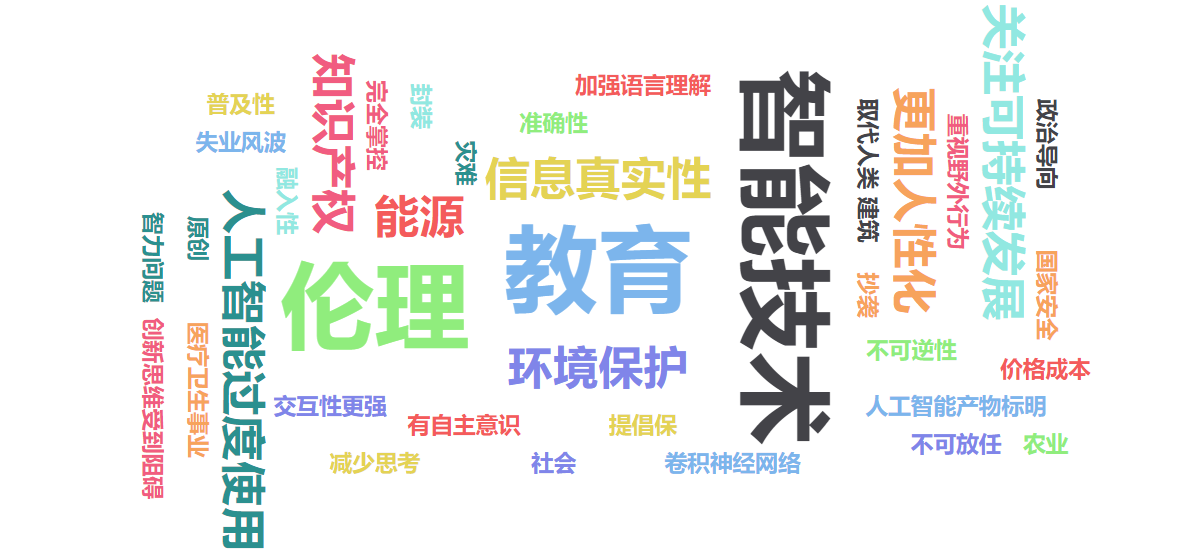 关注可持续发展
智能技术
知识产权
加强语言理解
完全掌控
封装
更加人性化
普及性
取代人类
政治导向
准确性
重视野外行为
失业风波
灾难
信息真实性
融入性
人工智能过度使用
能源
建筑
智力问题
原创
教育
伦理
国家安全
抄袭
创新思维受到阻碍
医疗卫生事业
环境保护
不可逆性
价格成本
交互性更强
人工智能产物标明
有自主意识
提倡保
不可放任
农业
减少思考
社会
卷积神经网络